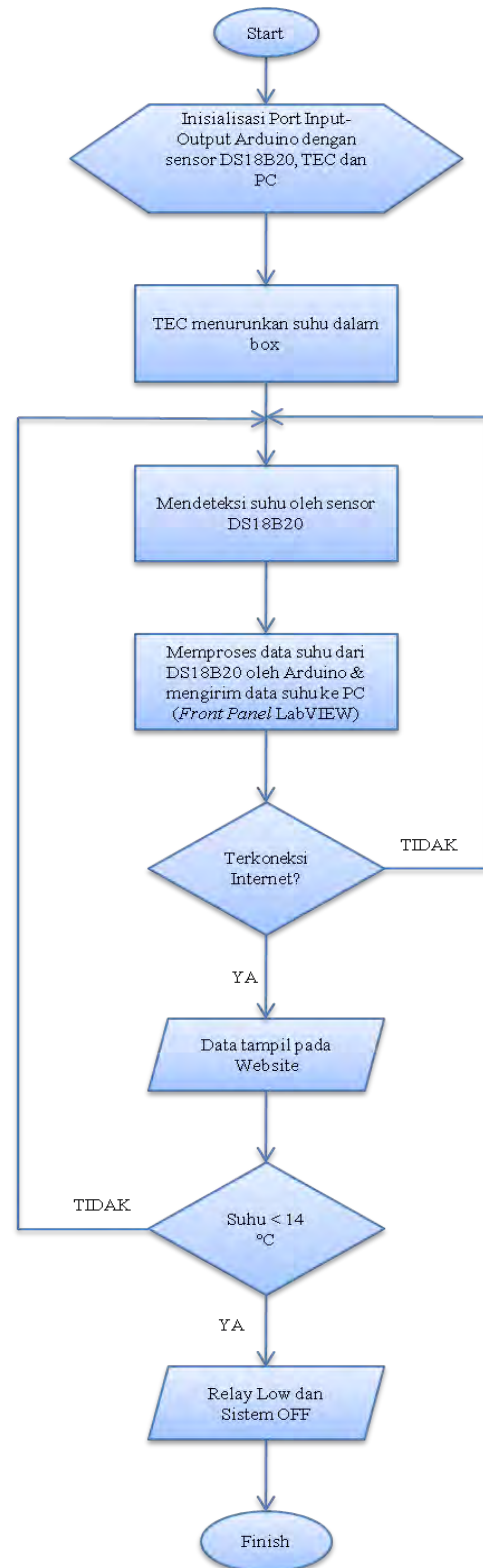 Start
Inisialisasi Port Input-
Output Arduino dengan
sensor DS18B20, TEC dan
PC
TEC menurunkan suhu dalam
box
Mendeteksi suhu oleh sensor
DS18B20
Memproses data suhu dari
DS18B20 oleh Arduino &
mengirim data suhu ke PC
(Front Panel LabVIEW)
Terkoneksi
Internet?
TIDAK
YA
Data tampil pada
Website
Suhu < 14
°C
TIDAK
YA
Relay Low dan
Sistem OFF
Finish